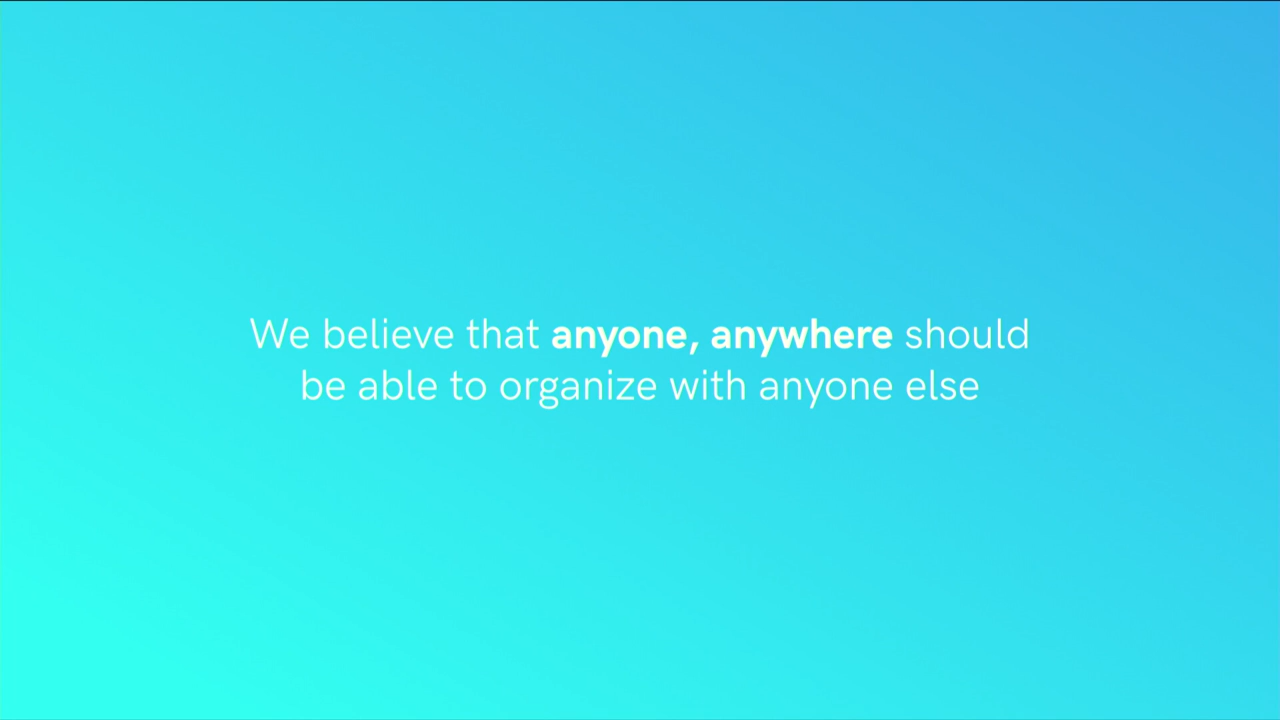 We believe that anyone, anywhere should
be able to organize with anyone else